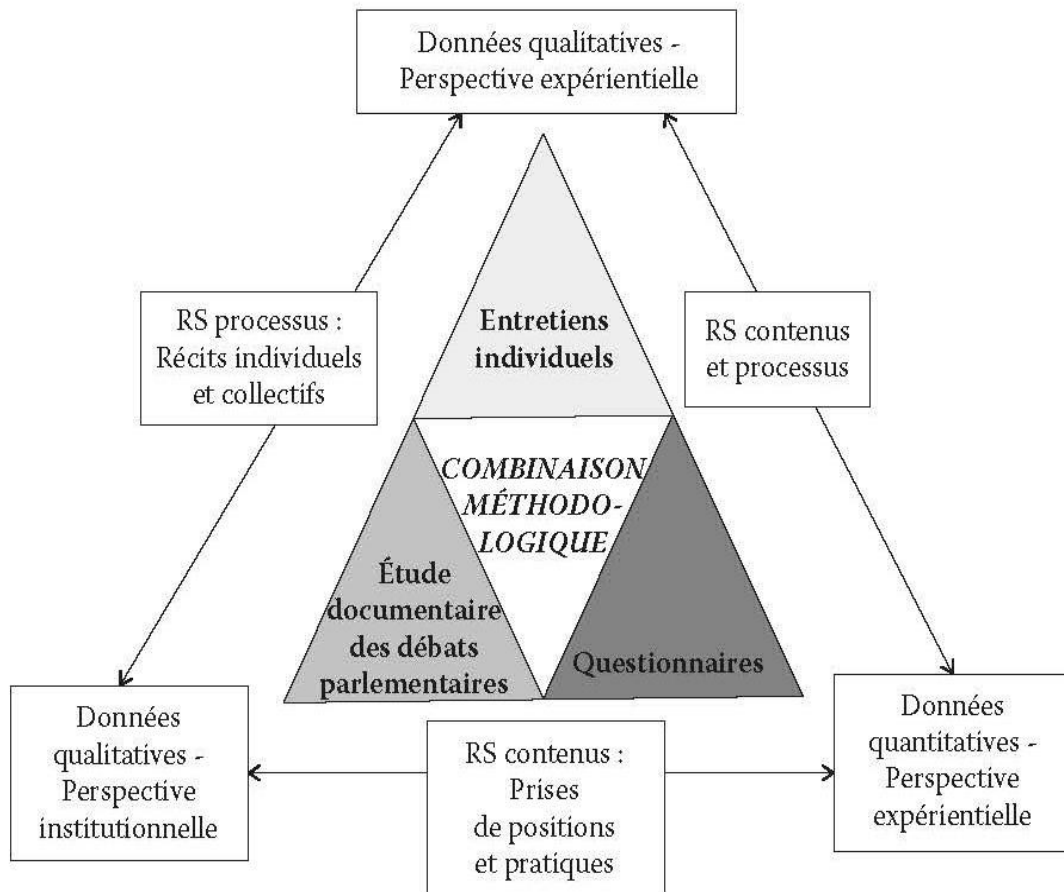 Données qualitatives -
Perspective expérientielle
RS processus :
Récits individuels
et collectifs
Entretiens
individuels
RS contenus
et processus
COMBINAISON
MÉTHODO-
LOGIQUE
Étude
documentaire
des débats
parlementaires
Questionnaires
Données
qualitatives -
Perspective
institutionnelle
RS contenus :
Prises
de positions
et pratiques
Données
quantitatives -
Perspective
expérientielle